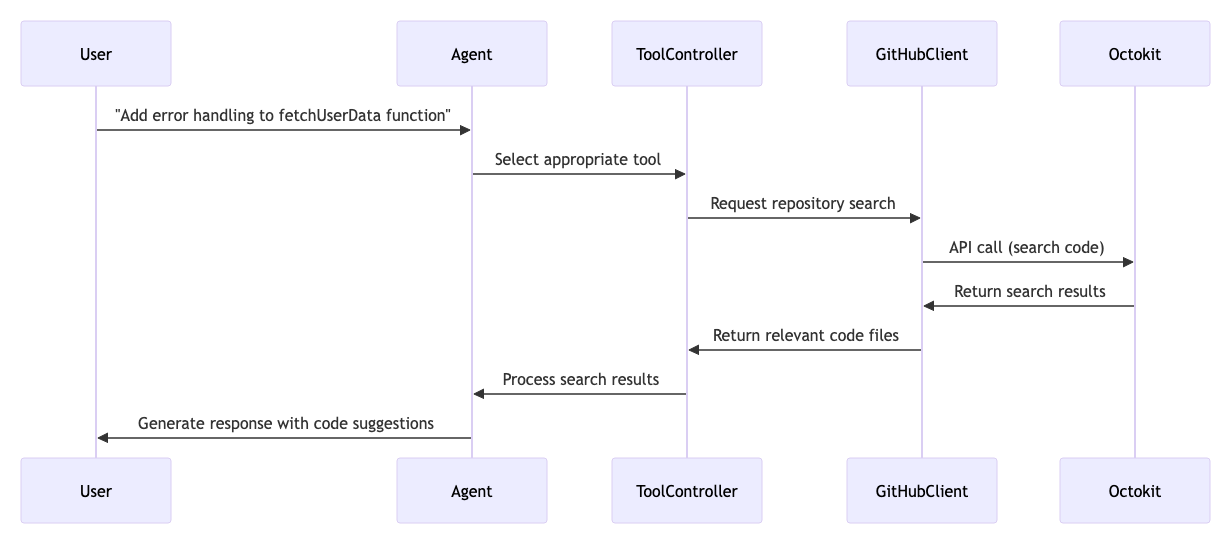 User
Agent
ToolController
GitHubClient
Octokit
"Add error handling to fetchUserData function"
Select appropriate tool
Request repository search
API call (search code)
Return search results
Return relevant code files
Process search results
Generate response with code suggestions
User
Agent
ToolController
GitHubClient
Octokit